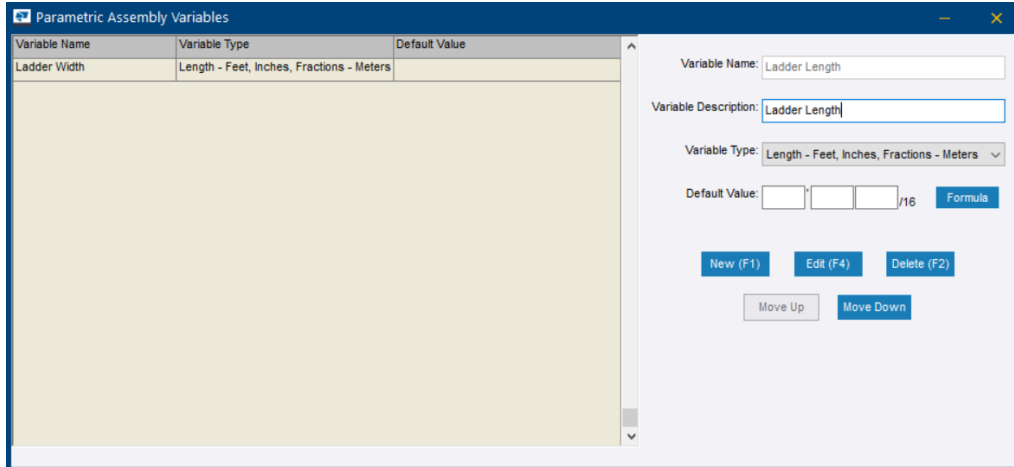 Parametric Assembly Variables
Variable Name Variable Type Default Value
Ladder Width Length - Feet, Inches, Fractions - Meters
Variable Name: Ladder Length
Variable Description: Ladder Length
Variable Type: Length - Feet, Inches, Fractions - Meters
Default Value: ' /16 Formula
New (F1) Edit (F4) Delete (F2)
Move Up Move Down